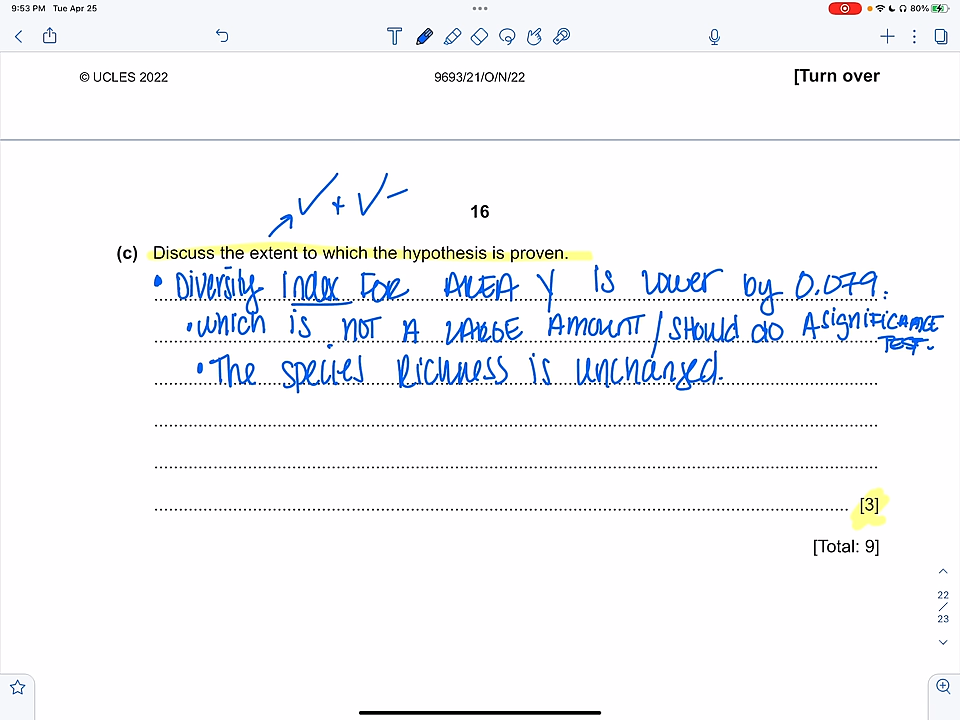 9:53 PM Tue Apr 25
80%
© UCLES 2022 9693/21/O/N/22 [Turn over
✓ + ✓ –
16
(c) Discuss the extent to which the hypothesis is proven.
• Diversity Index FOR AREA Y Is lower by 0.079.
• which is NOT A LARGE AMOUNT / should do A significance
TEST.
• The species Richness is unchanged.
[3]
[Total: 9]
22
/
23